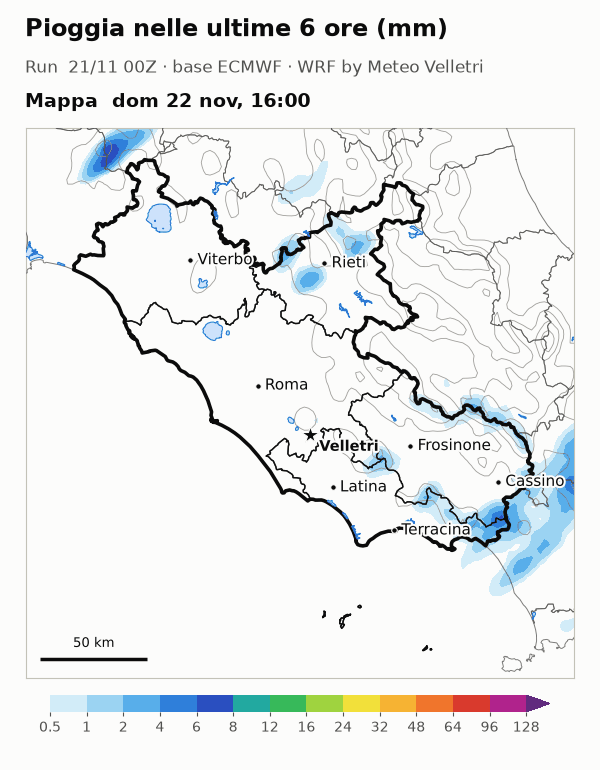 Pioggia nelle ultime 6 ore (mm)
Run  21/11 00Z · base ECMWF · WRF by Meteo Velletri
Mappa  dom 22 nov, 16:00
Viterbo
Rieti
Roma
Velletri
Frosinone
Latina
Cassino
Terracina
50 km
0.5 1 2 4 6 8 12 16 24 32 48 64 96 128